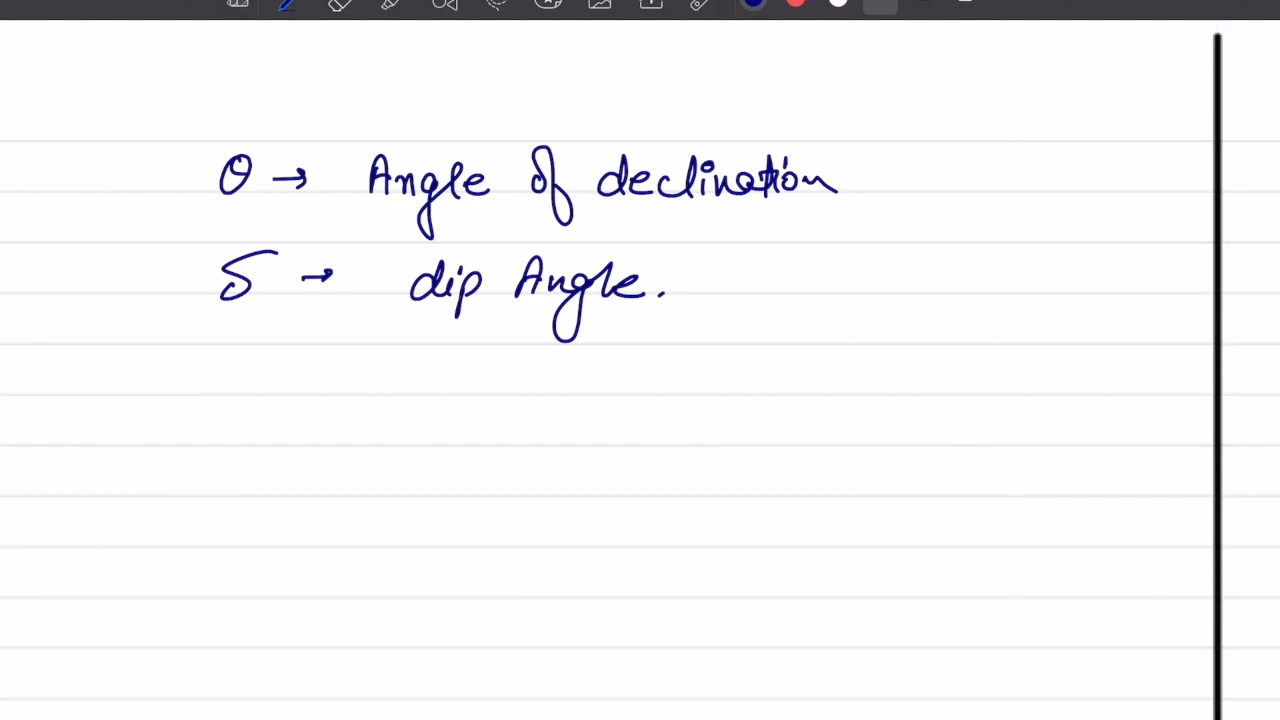 θ → Angle of declination
δ → dip Angle.